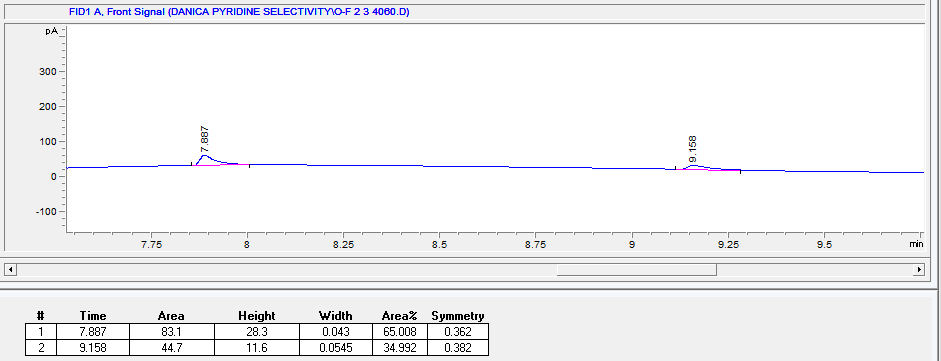 FID1 A, Front Signal (DANICA PYRIDINE SELECTIVITY\O-F 2 3 4060.D)
pA
300
200
100
0
-100
7.887
9.158
7.75 8 8.25 8.5 8.75 9 9.25 9.5 min
# Time Area Height Width Area% Symmetry
1 7.887 83.1 28.3 0.043 65.008 0.362
2 9.158 44.7 11.6 0.0545 34.992 0.382